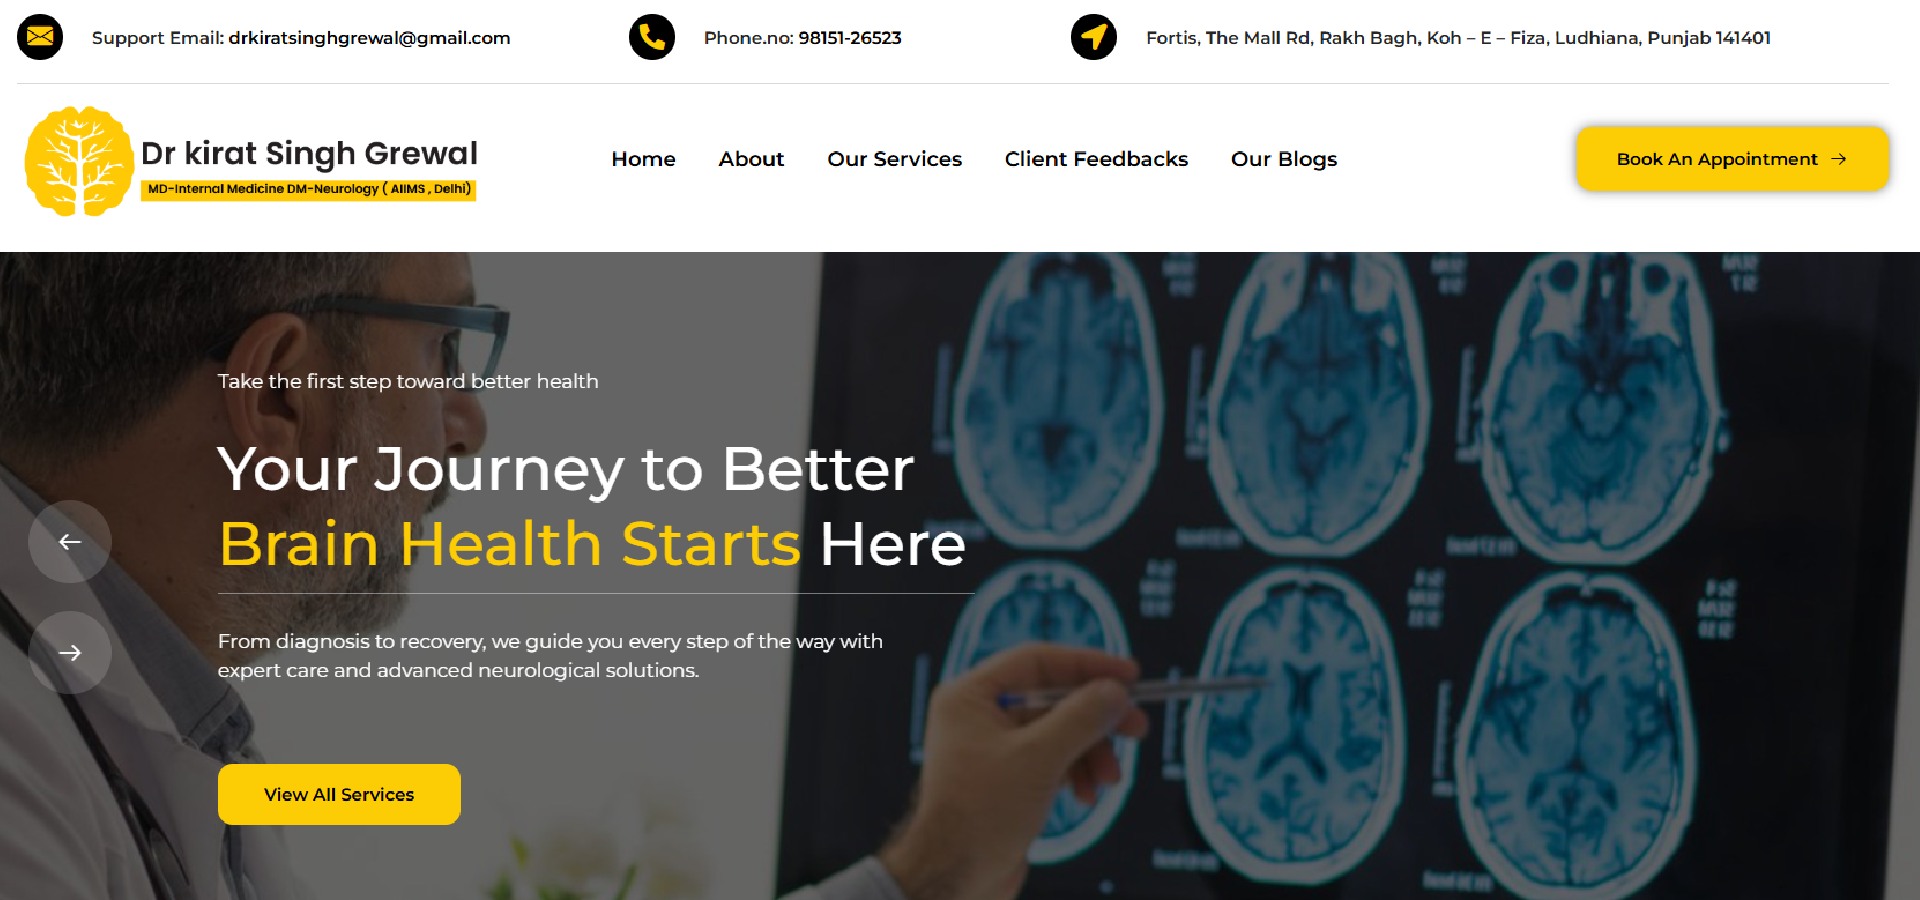 Support Email: drkiratsinghgrewal@gmail.com
Phone.no: 98151-26523
Fortis, The Mall Rd, Rakh Bagh, Koh – E – Fiza, Ludhiana, Punjab 141401
Dr kirat Singh Grewal
MD-Internal Medicine DM-Neurology ( AIIMS , Delhi)
Home
About
Our Services
Client Feedbacks
Our Blogs
Book An Appointment →
Take the first step toward better health
Your Journey to Better
Brain Health Starts Here
From diagnosis to recovery, we guide you every step of the way with
expert care and advanced neurological solutions.
View All Services